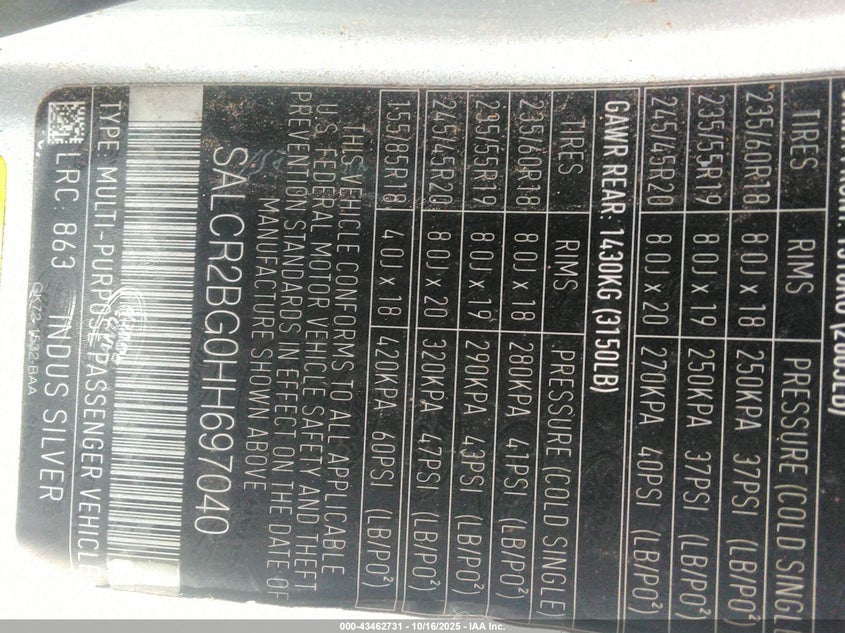 TIRES RIMS PRESSURE (COLD SINGL
235/60R18 8.0J x 18 250KPA 37PSI (LB/PO²)
235/55R19 8.0J x 19 250KPA 37PSI (LB/PO²)
245/45R20 8.0J x 20 270KPA 40PSI (LB/PO²)
GAWR REAR: 1430KG (3150LB)
TIRES RIMS PRESSURE (COLD SINGLE)
235/60R18 8.0J x 18 280KPA 41PSI (LB/PO²)
235/55R19 8.0J x 19 290KPA 43PSI (LB/PO²)
245/45R20 8.0J x 20 320KPA 47PSI (LB/PO²)
155/85R18 4.0J x 18 420KPA 60PSI (LB/PO²)
THIS VEHICLE CONFORMS TO ALL APPLICABLE
U.S. FEDERAL MOTOR VEHICLE SAFETY AND THEFT
PREVENTION STANDARDS IN EFFECT ON THE DATE OF
MANUFACTURE SHOWN ABOVE
SALCR2BG0HH697040
TYPE: MULTI-PURPOSE PASSENGER VEHICLE
LRC 863 INDUS SILVER
000-43462731 - 10/16/2025 - IAA Inc.